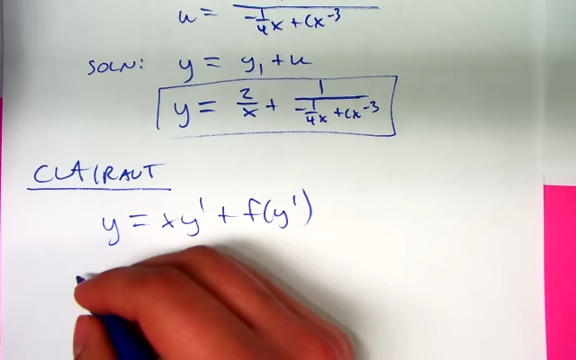 u = 1/(-1/4x + Cx^-3)
SOLN: y = y₁ + u
y = 2/x + 1/(-1/4x + Cx^-3)
CLAIRAUT
y = xy' + f(y')